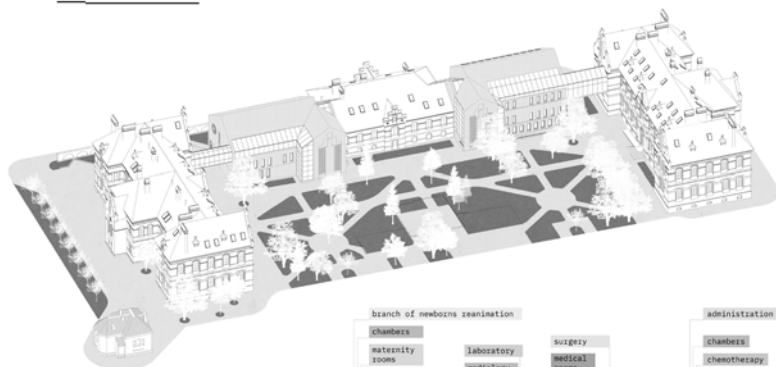 branch of newborns reanimation
administration
chambers
surgery
chambers
maternity
rooms
laboratory
medical
chemotherapy